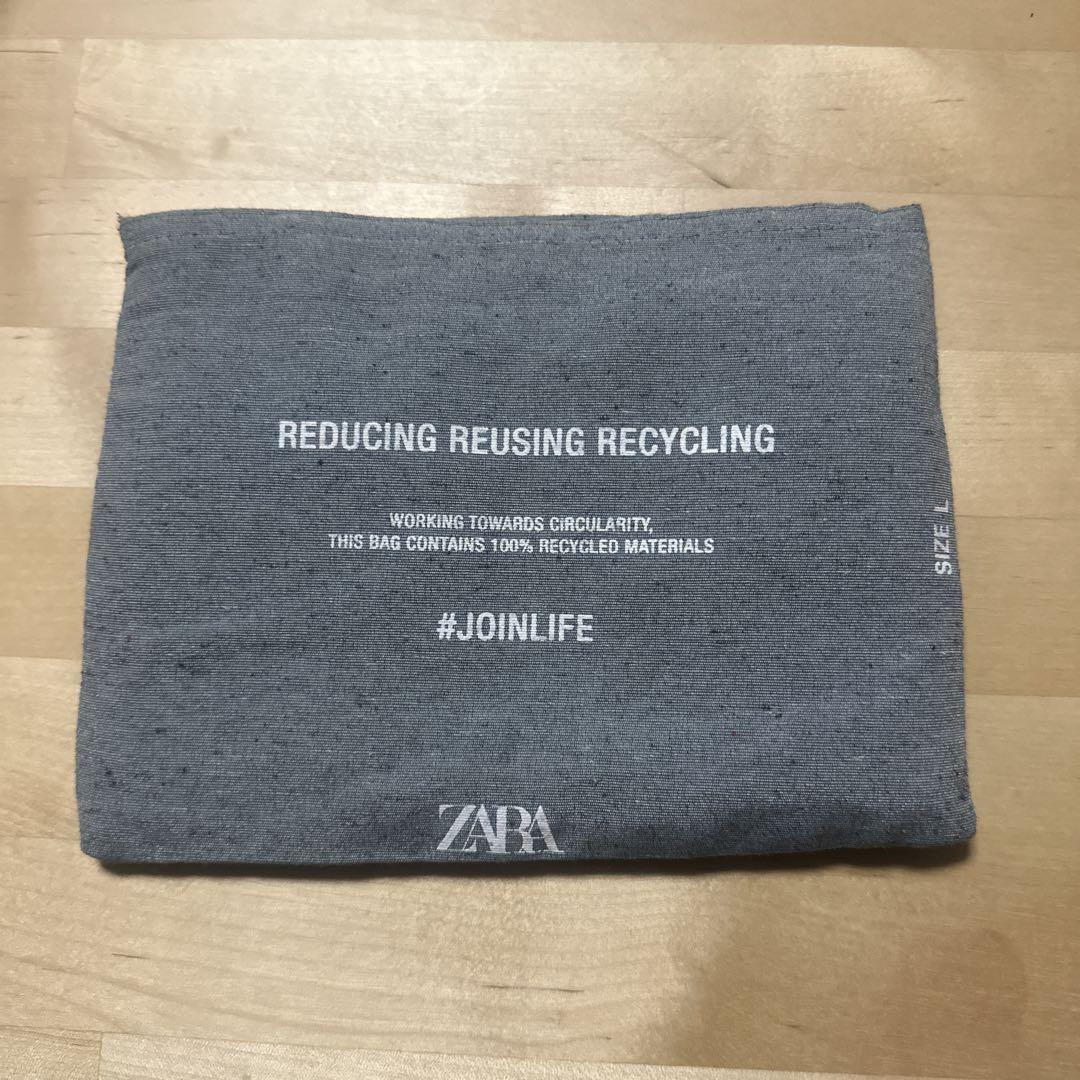 REDUCING REUSING RECYCLING
WORKING TOWARDS CIRCULARITY,
THIS BAG CONTAINS 100% RECYCLED MATERIALS
#JOINLIFE
SIZE L
ZARA